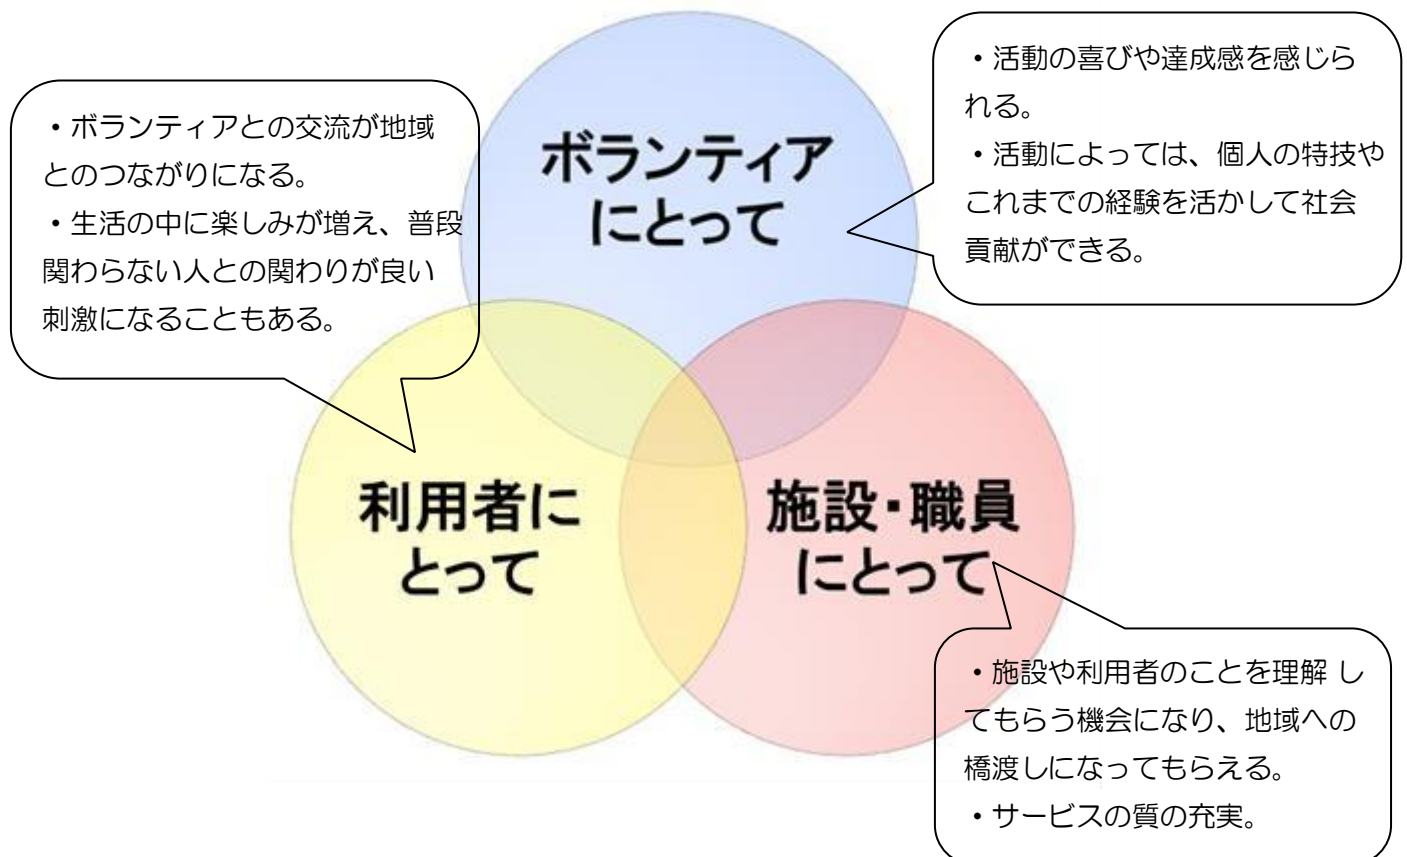 ボランティア
にとって
・活動の喜びや達成感を感じら
れる。
・活動によっては、個人の特技や
これまでの経験を活かして社会
貢献ができる。
・ボランティアとの交流が地域
とのつながりになる。
・生活の中に楽しみが増え、普段
関わらない人との関わりが良い
刺激になることもある。
利用者に
とって
施設・職員
にとって
・施設や利用者のことを理解 し
てもらう機会になり、地域への
橋渡しになってもらえる。
・サービスの質の充実。